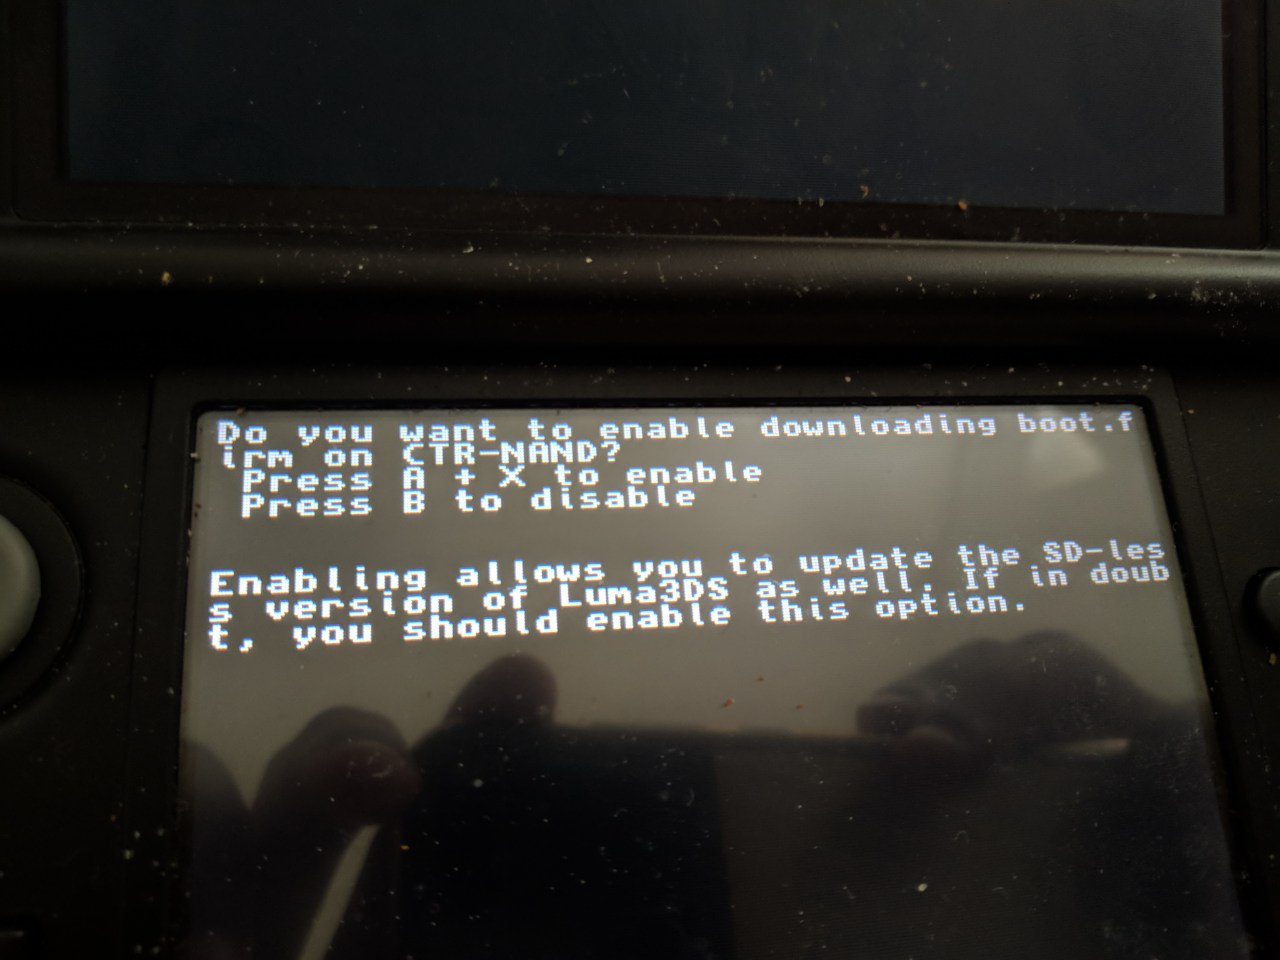 Do you want to enable downloading boot.f
irm on CTR-NAND?
Press A + X to enable
Press B to disable
Enabling allows you to update the SD-les
s version of Luma3DS as well. If in doub
t, you should enable this option.